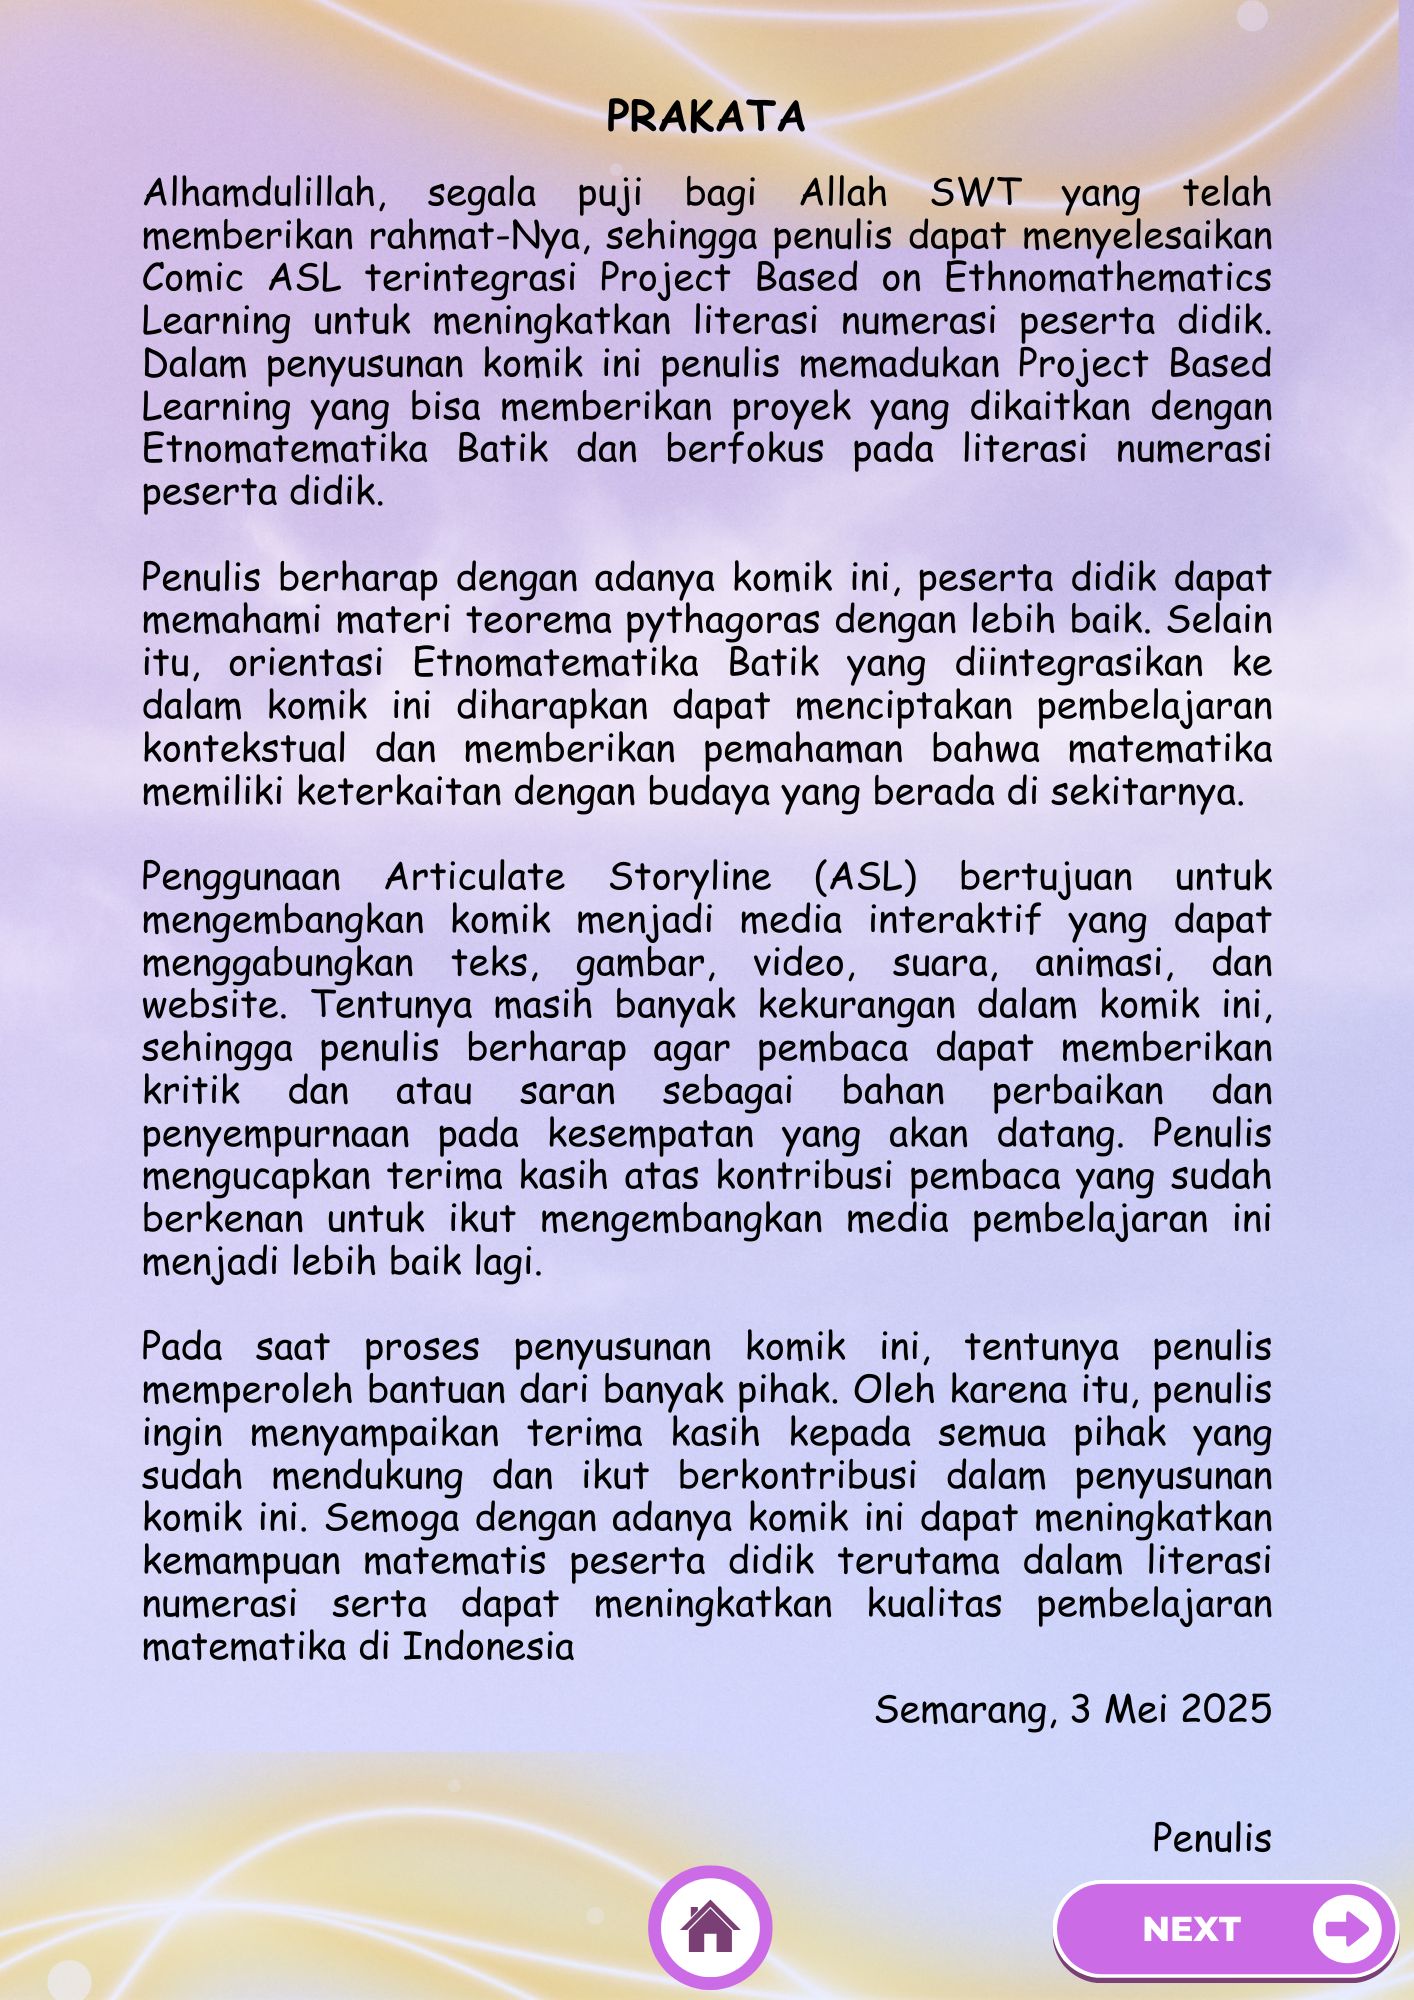 PRAKATA
Alhamdulillah, segala puji bagi Allah SWT yang telah
memberikan rahmat-Nya, sehingga penulis dapat menyelesaikan
Comic ASL terintegrasi Project Based on Ethnomathematics
Learning untuk meningkatkan literasi numerasi peserta didik.
Dalam penyusunan komik ini penulis memadukan Project Based
Learning yang bisa memberikan proyek yang dikaitkan dengan
Etnomatematika Batik dan berfokus pada literasi numerasi
peserta didik.
Penulis berharap dengan adanya komik ini, peserta didik dapat
memahami materi teorema pythagoras dengan lebih baik. Selain
itu, orientasi Etnomatematika Batik yang diintegrasikan ke
dalam komik ini diharapkan dapat menciptakan pembelajaran
kontekstual dan memberikan pemahaman bahwa matematika
memiliki keterkaitan dengan budaya yang berada di sekitarnya.
Penggunaan Articulate Storyline (ASL) bertujuan untuk
mengembangkan komik menjadi media interaktif yang dapat
menggabungkan teks, gambar, video, suara, animasi, dan
website. Tentunya masih banyak kekurangan dalam komik ini,
sehingga penulis berharap agar pembaca dapat memberikan
kritik dan atau saran sebagai bahan perbaikan dan
penyempurnaan pada kesempatan yang akan datang. Penulis
mengucapkan terima kasih atas kontribusi pembaca yang sudah
berkenan untuk ikut mengembangkan media pembelajaran ini
menjadi lebih baik lagi.
Pada saat proses penyusunan komik ini, tentunya penulis
memperoleh bantuan dari banyak pihak. Oleh karena itu, penulis
ingin menyampaikan terima kasih kepada semua pihak yang
sudah mendukung dan ikut berkontribusi dalam penyusunan
komik ini. Semoga dengan adanya komik ini dapat meningkatkan
kemampuan matematis peserta didik terutama dalam literasi
numerasi serta dapat meningkatkan kualitas pembelajaran
matematika di Indonesia
Semarang, 3 Mei 2025
Penulis
NEXT